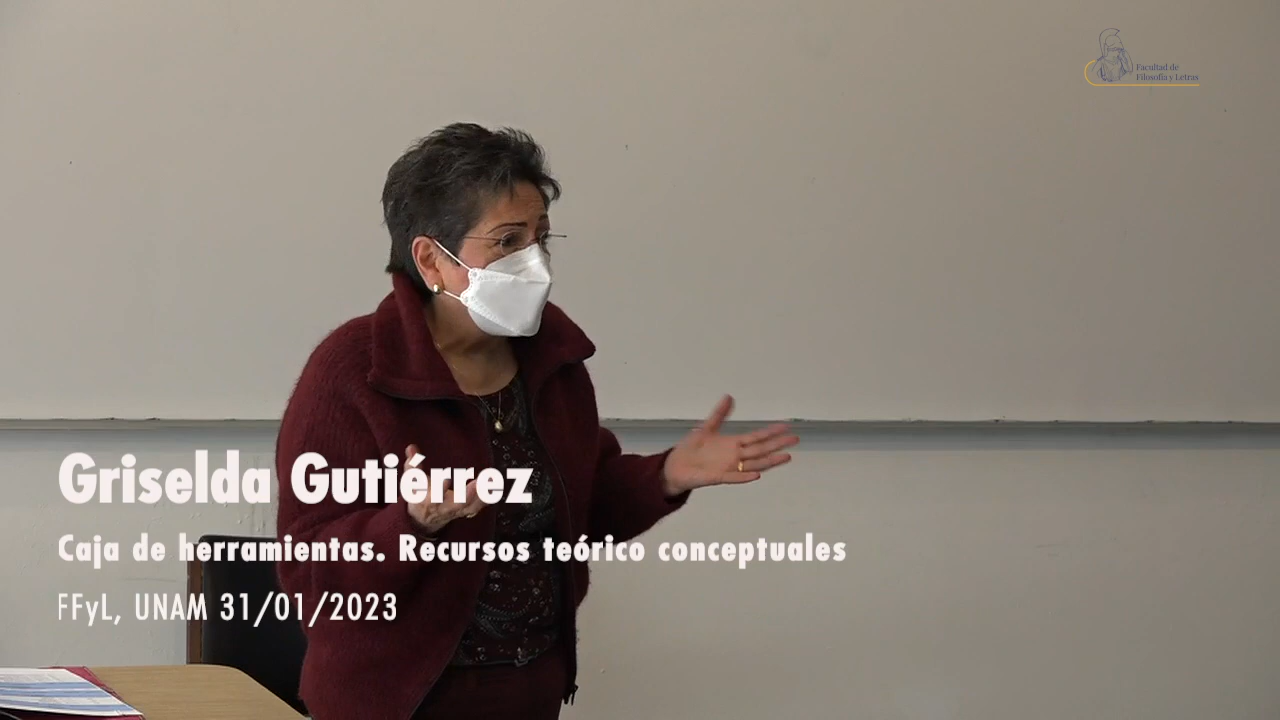 Facultad de
Filosofía y Letras
Griselda Gutiérrez
Caja de herramientas. Recursos teórico conceptuales
FFyL, UNAM 31/01/2023